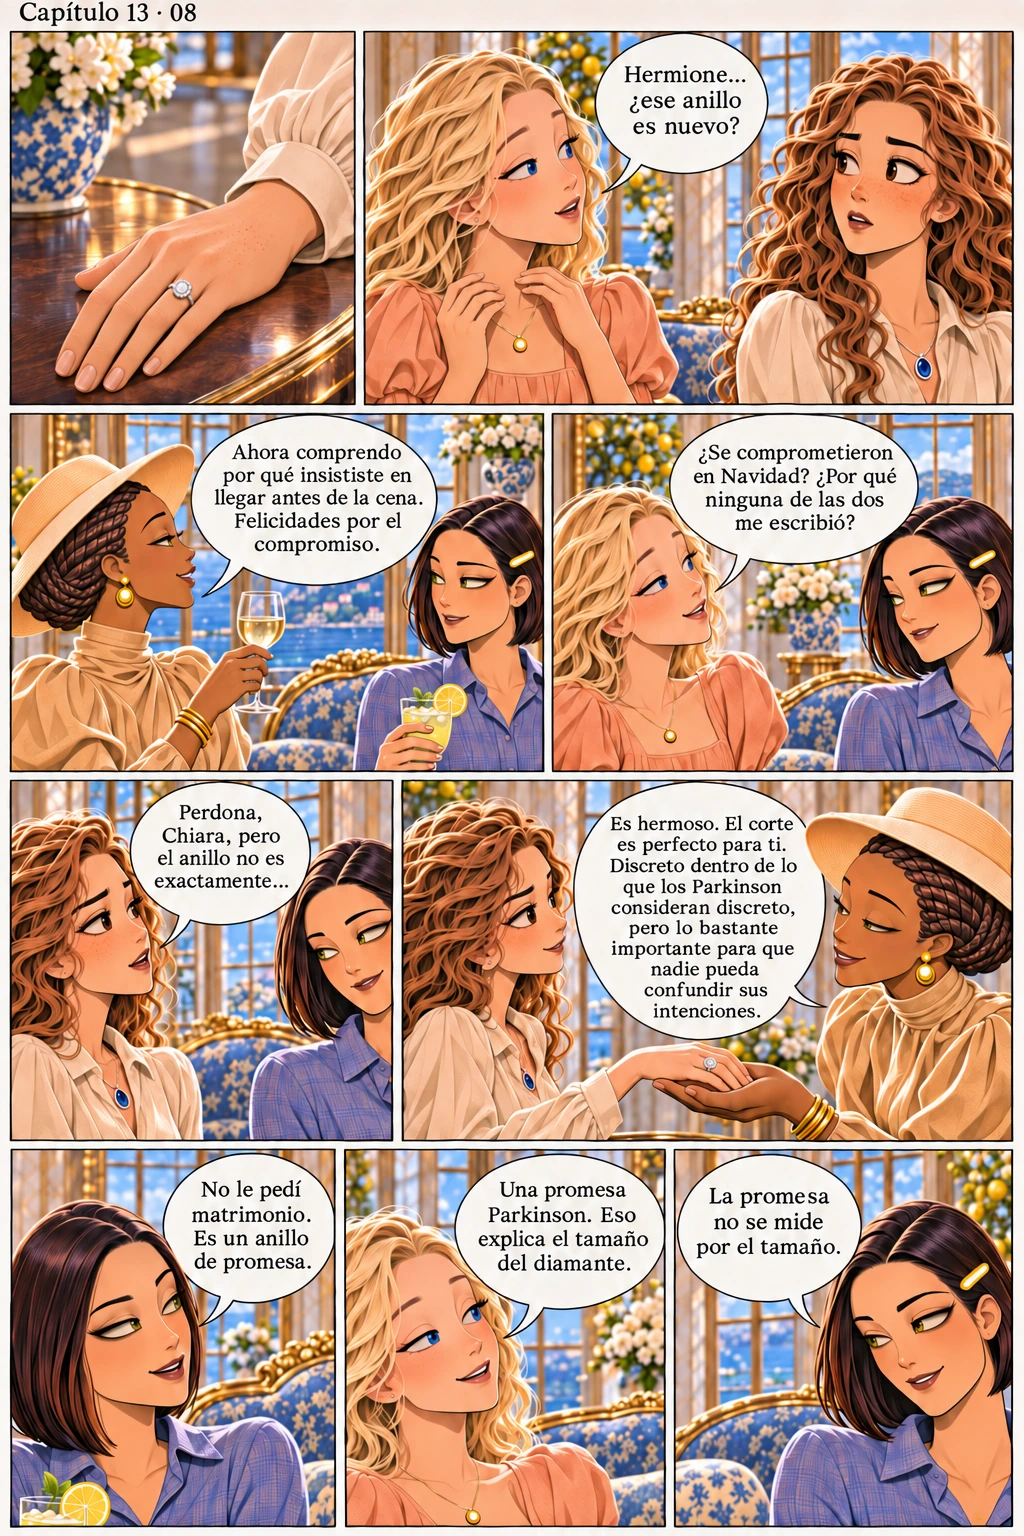 Capítulo 13 · 08
Hermione...
¿ese anillo
es nuevo?
Ahora comprendo
por qué insististe en
llegar antes de la cena.
Felicidades por el
compromiso.
¿Se comprometieron
en Navidad? ¿Por qué
ninguna de las dos
me escribió?
Perdona,
Chiara, pero
el anillo no es
exactamente...
Es hermoso. El corte
es perfecto para ti.
Discreto dentro de lo
que los Parkinson
consideran discreto,
pero lo bastante
importante para que
nadie pueda
confundir sus
intenciones.
No le pedí
matrimonio.
Es un anillo
de promesa.
Una promesa
Parkinson. Eso
explica el tamaño
del diamante.
La promesa
no se mide
por el tamaño.